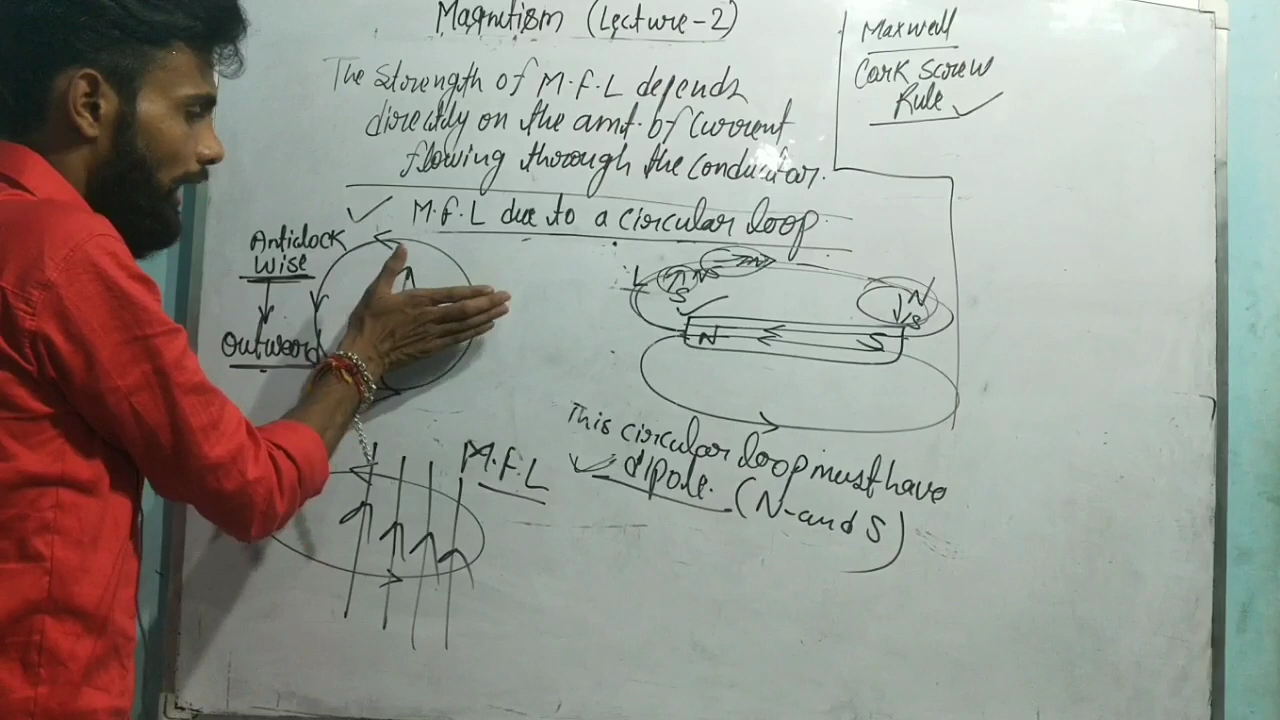 Magnetism (Lecture-2)
The Strength of M.F.L depends
directly on the amt. of Current
flowing through the Conductor.
M.F.L due to a circular loop.
Maxwell
Cark screw
Rule
Anticlock
wise
Outward
M.F.L
N S
S
N
S
N S
This circular loop must have
dipole. (N-and S)